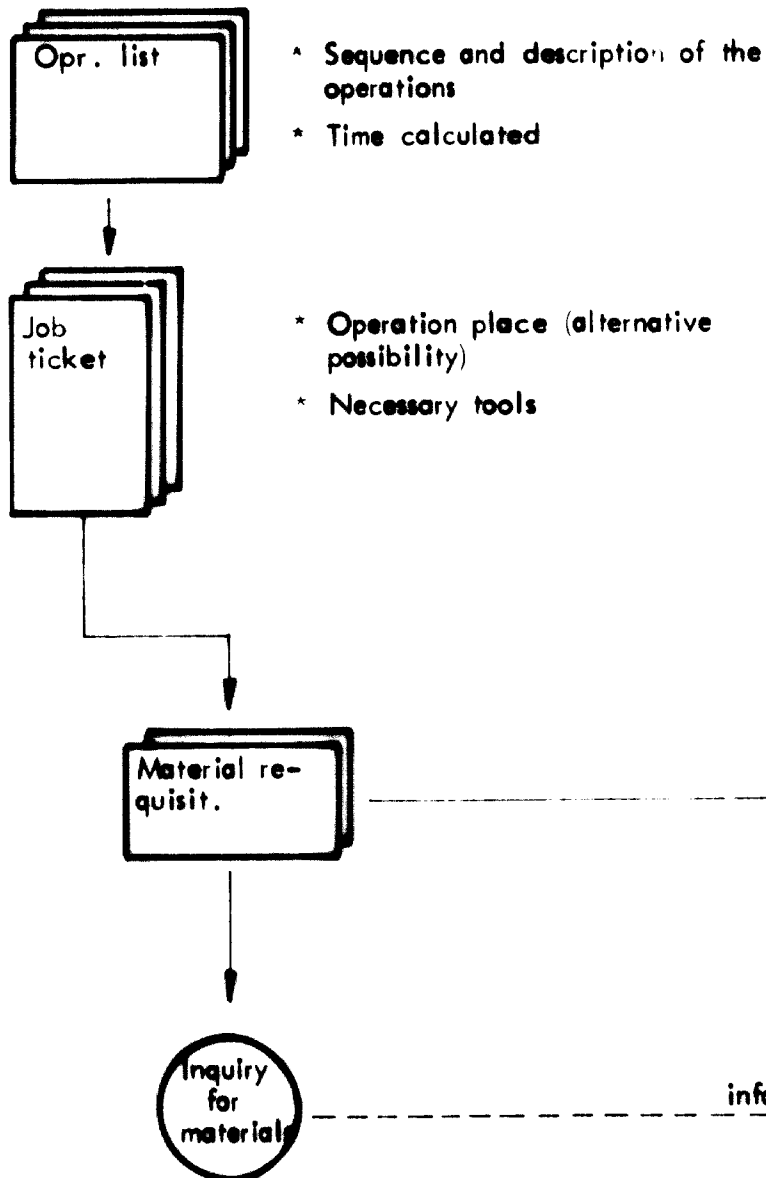 Opr. list
* Sequence and description of the
operations
* Time calculated
Job
ticket
* Operation place (alternative
possibility)
* Necessary tools
Material re-
quisit.
Inquiry
for
materials